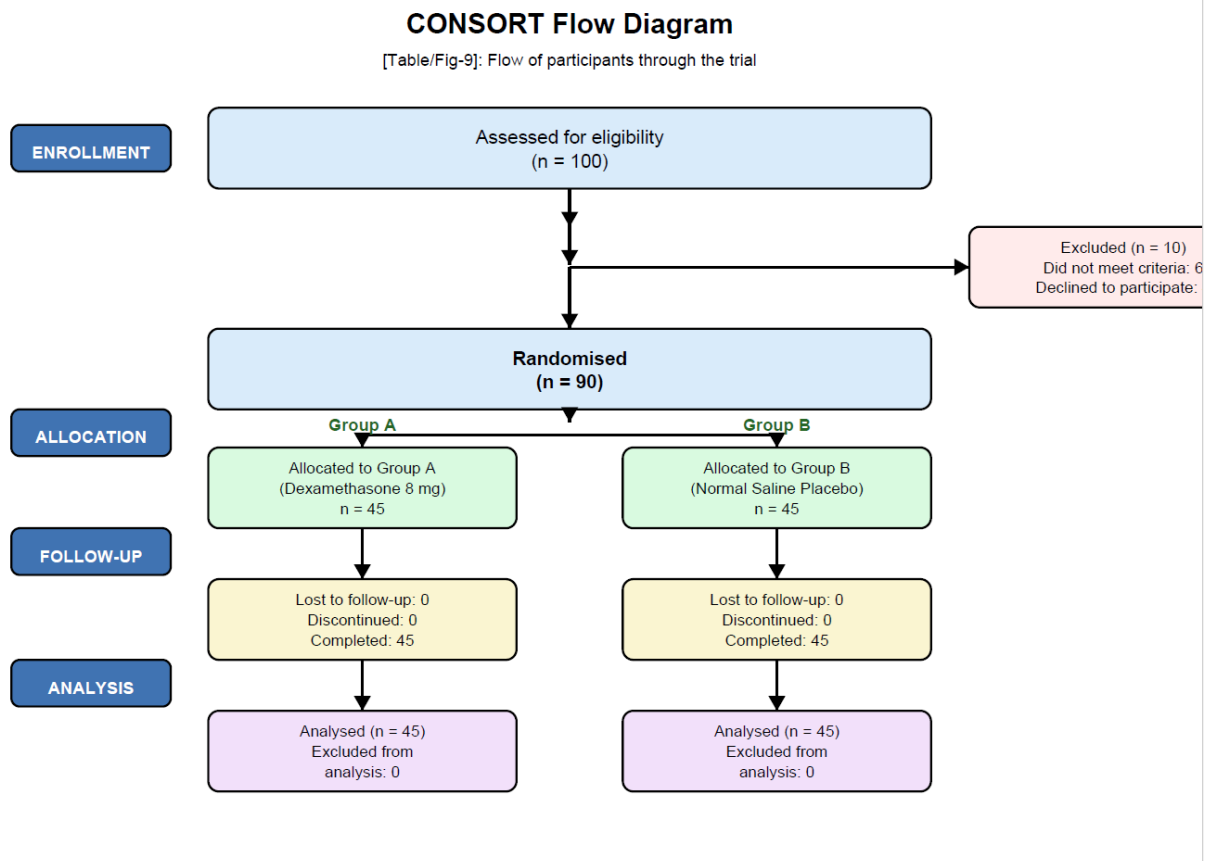 CONSORT Flow Diagram
[Table/Fig-9]: Flow of participants through the trial
ENROLLMENT
Assessed for eligibility
(n = 100)
Excluded (n = 10)
Did not meet criteria: 6
Declined to participate:
Randomised
(n = 90)
ALLOCATION
Group A
Group B
Allocated to Group A
(Dexamethasone 8 mg)
n = 45
Allocated to Group B
(Normal Saline Placebo)
n = 45
FOLLOW-UP
Lost to follow-up: 0
Discontinued: 0
Completed: 45
Lost to follow-up: 0
Discontinued: 0
Completed: 45
ANALYSIS
Analysed (n = 45)
Excluded from
analysis: 0
Analysed (n = 45)
Excluded from
analysis: 0